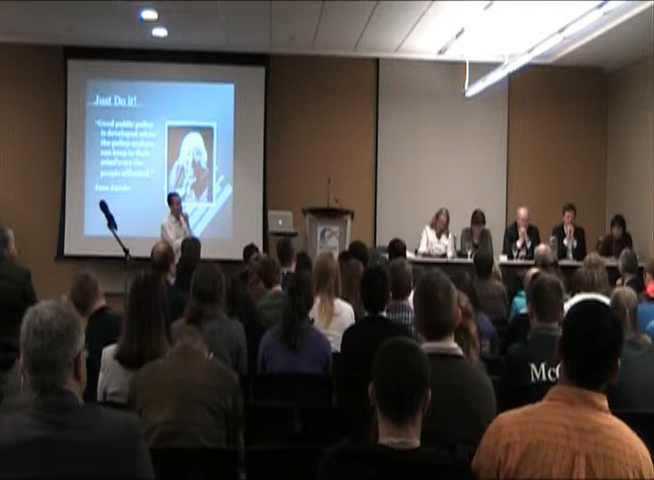 Just Do it!
"Good public policy
is developed when
the policy-makers
can keep in their
mind's eye the
people affected."
Jane Jacobs
Mc